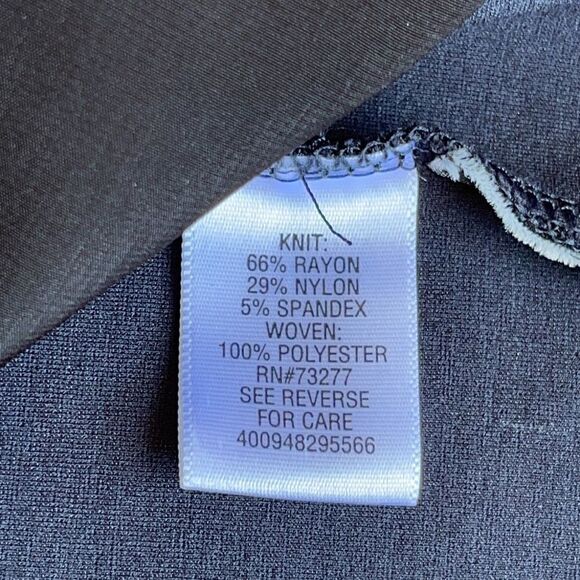 KNIT:
66% RAYON
29% NYLON
5% SPANDEX
WOVEN:
100% POLYESTER
RN#73277
SEE REVERSE
FOR CARE
400948295566